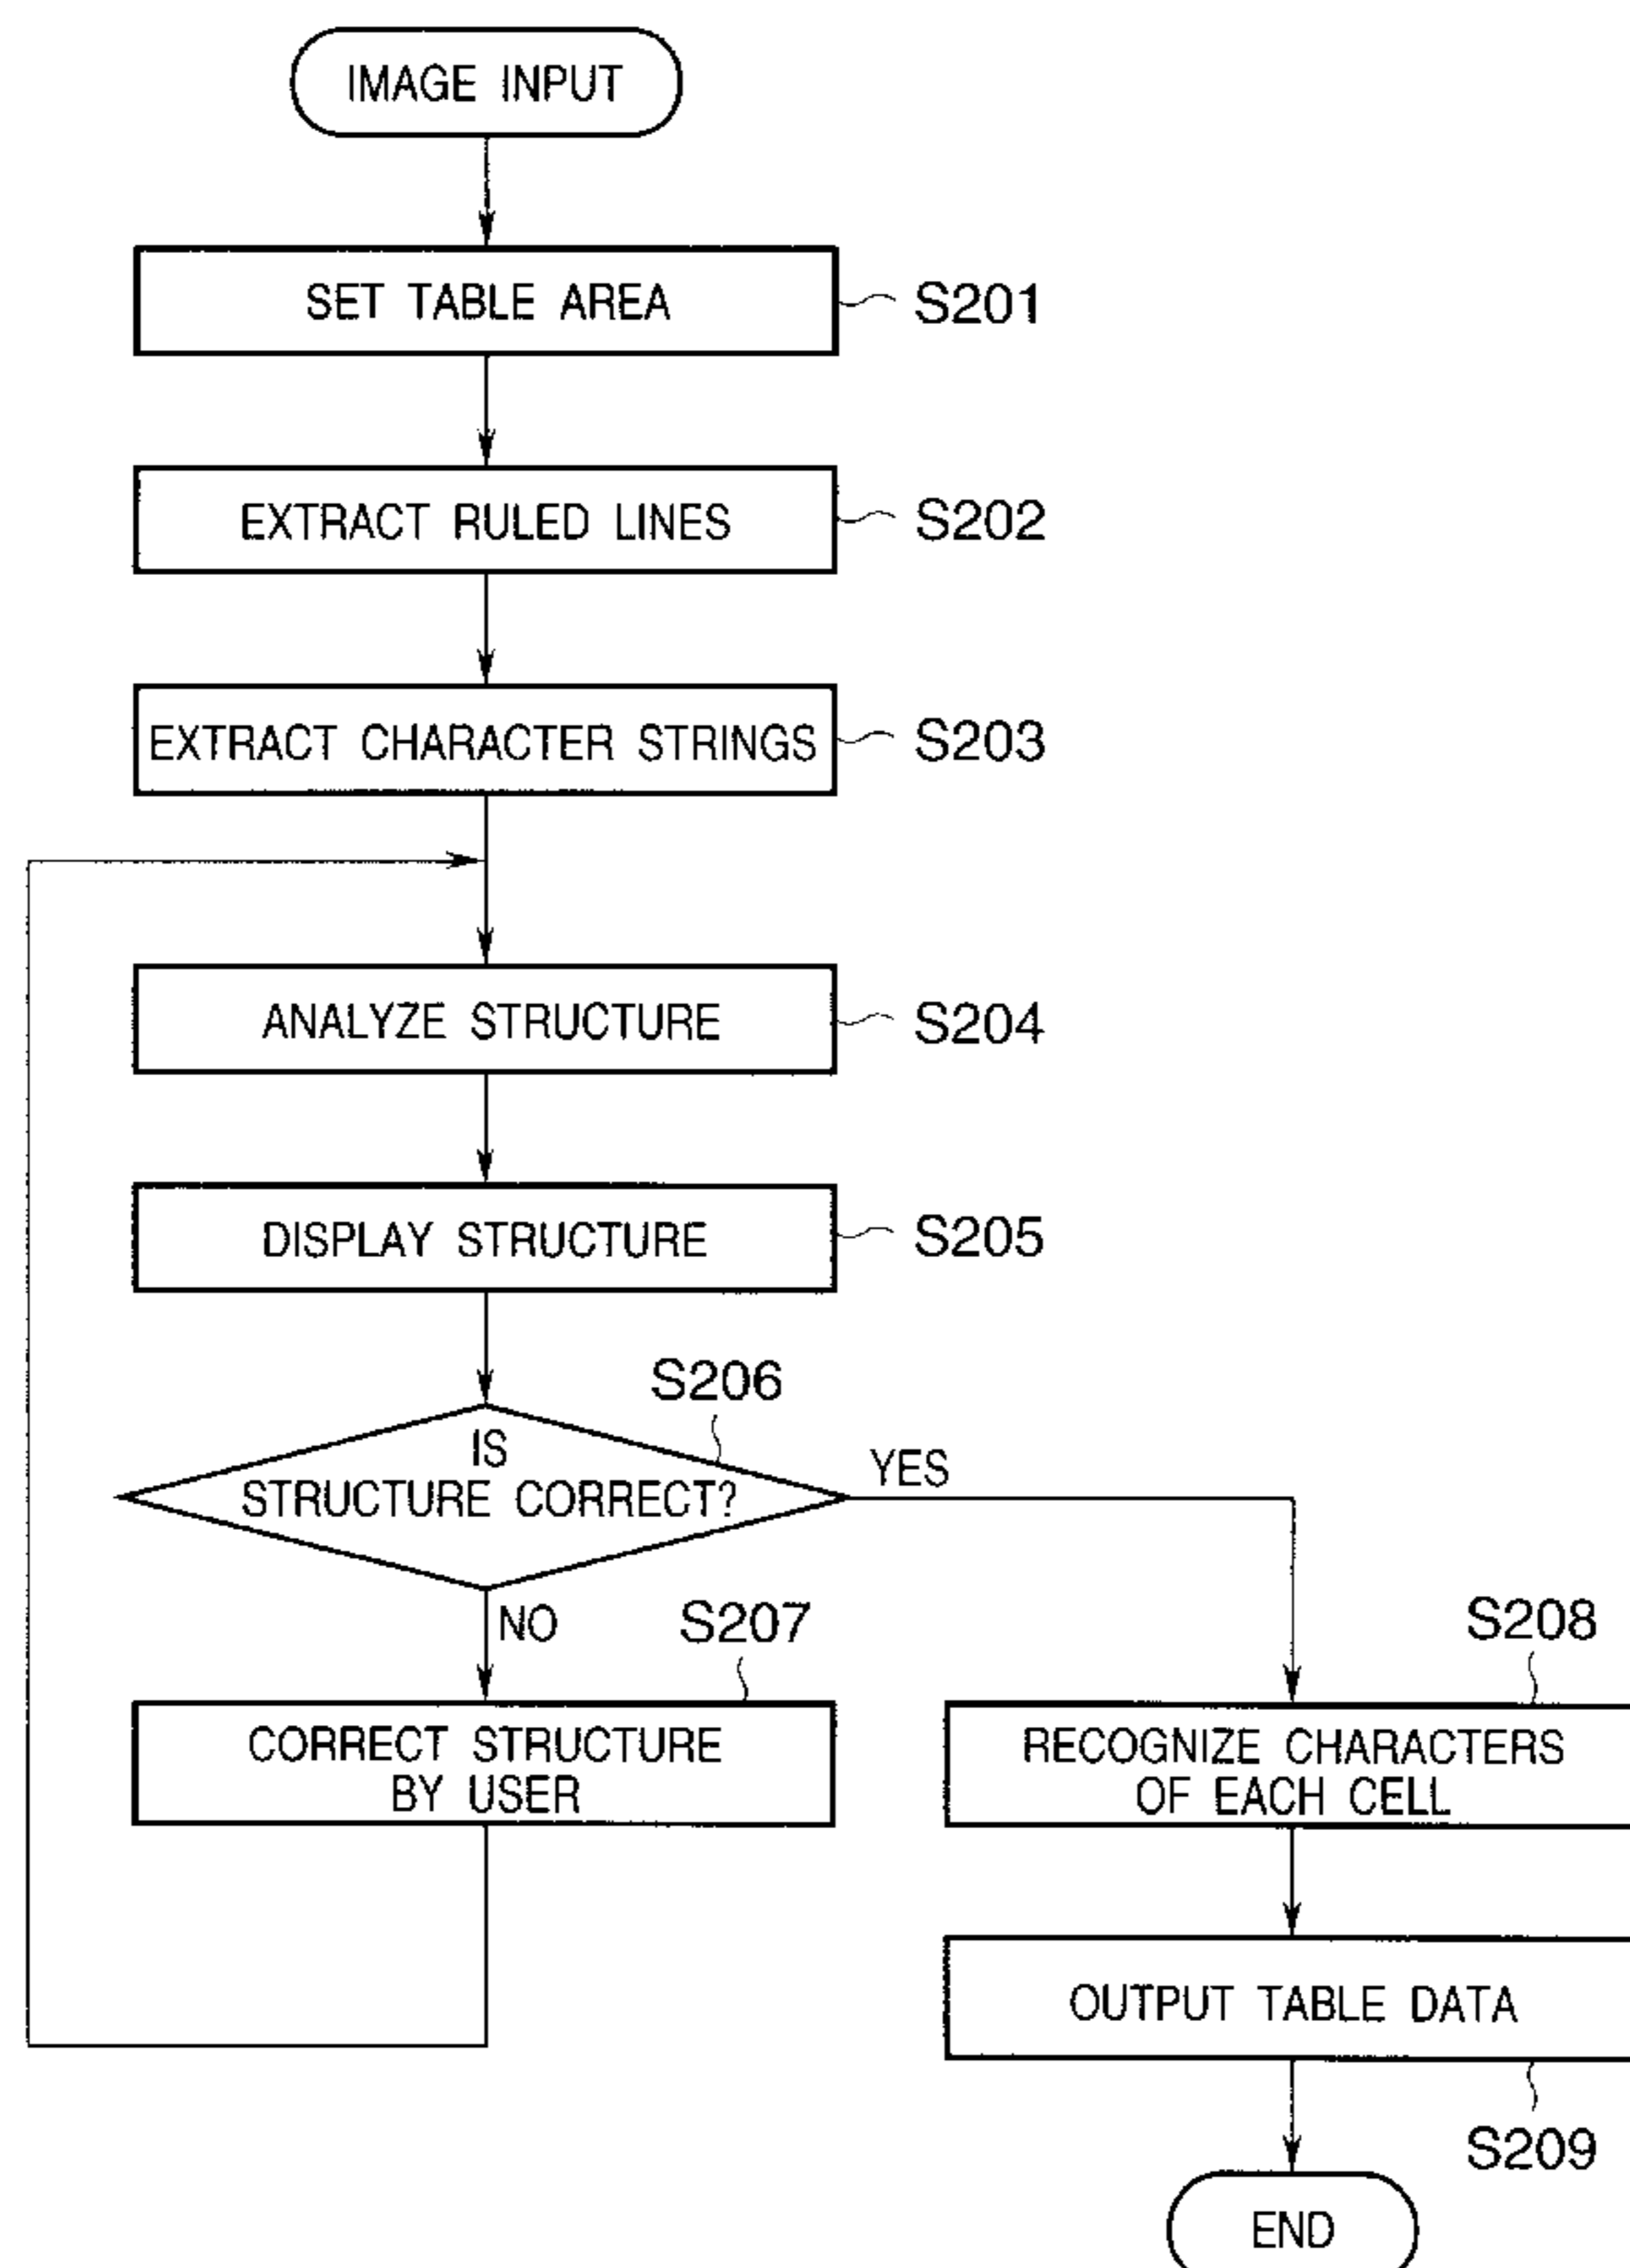 IMAGE INPUT
SET TABLE AREA
S201
EXTRACT RULED LINES
S202
EXTRACT CHARACTER STRINGS
S203
ANALYZE STRUCTURE
S204
DISPLAY STRUCTURE
S205
S206
IS
STRUCTURE CORRECT?
YES
NO
S207
CORRECT STRUCTURE
BY USER
S208
RECOGNIZE CHARACTERS
OF EACH CELL
OUTPUT TABLE DATA
S209
END